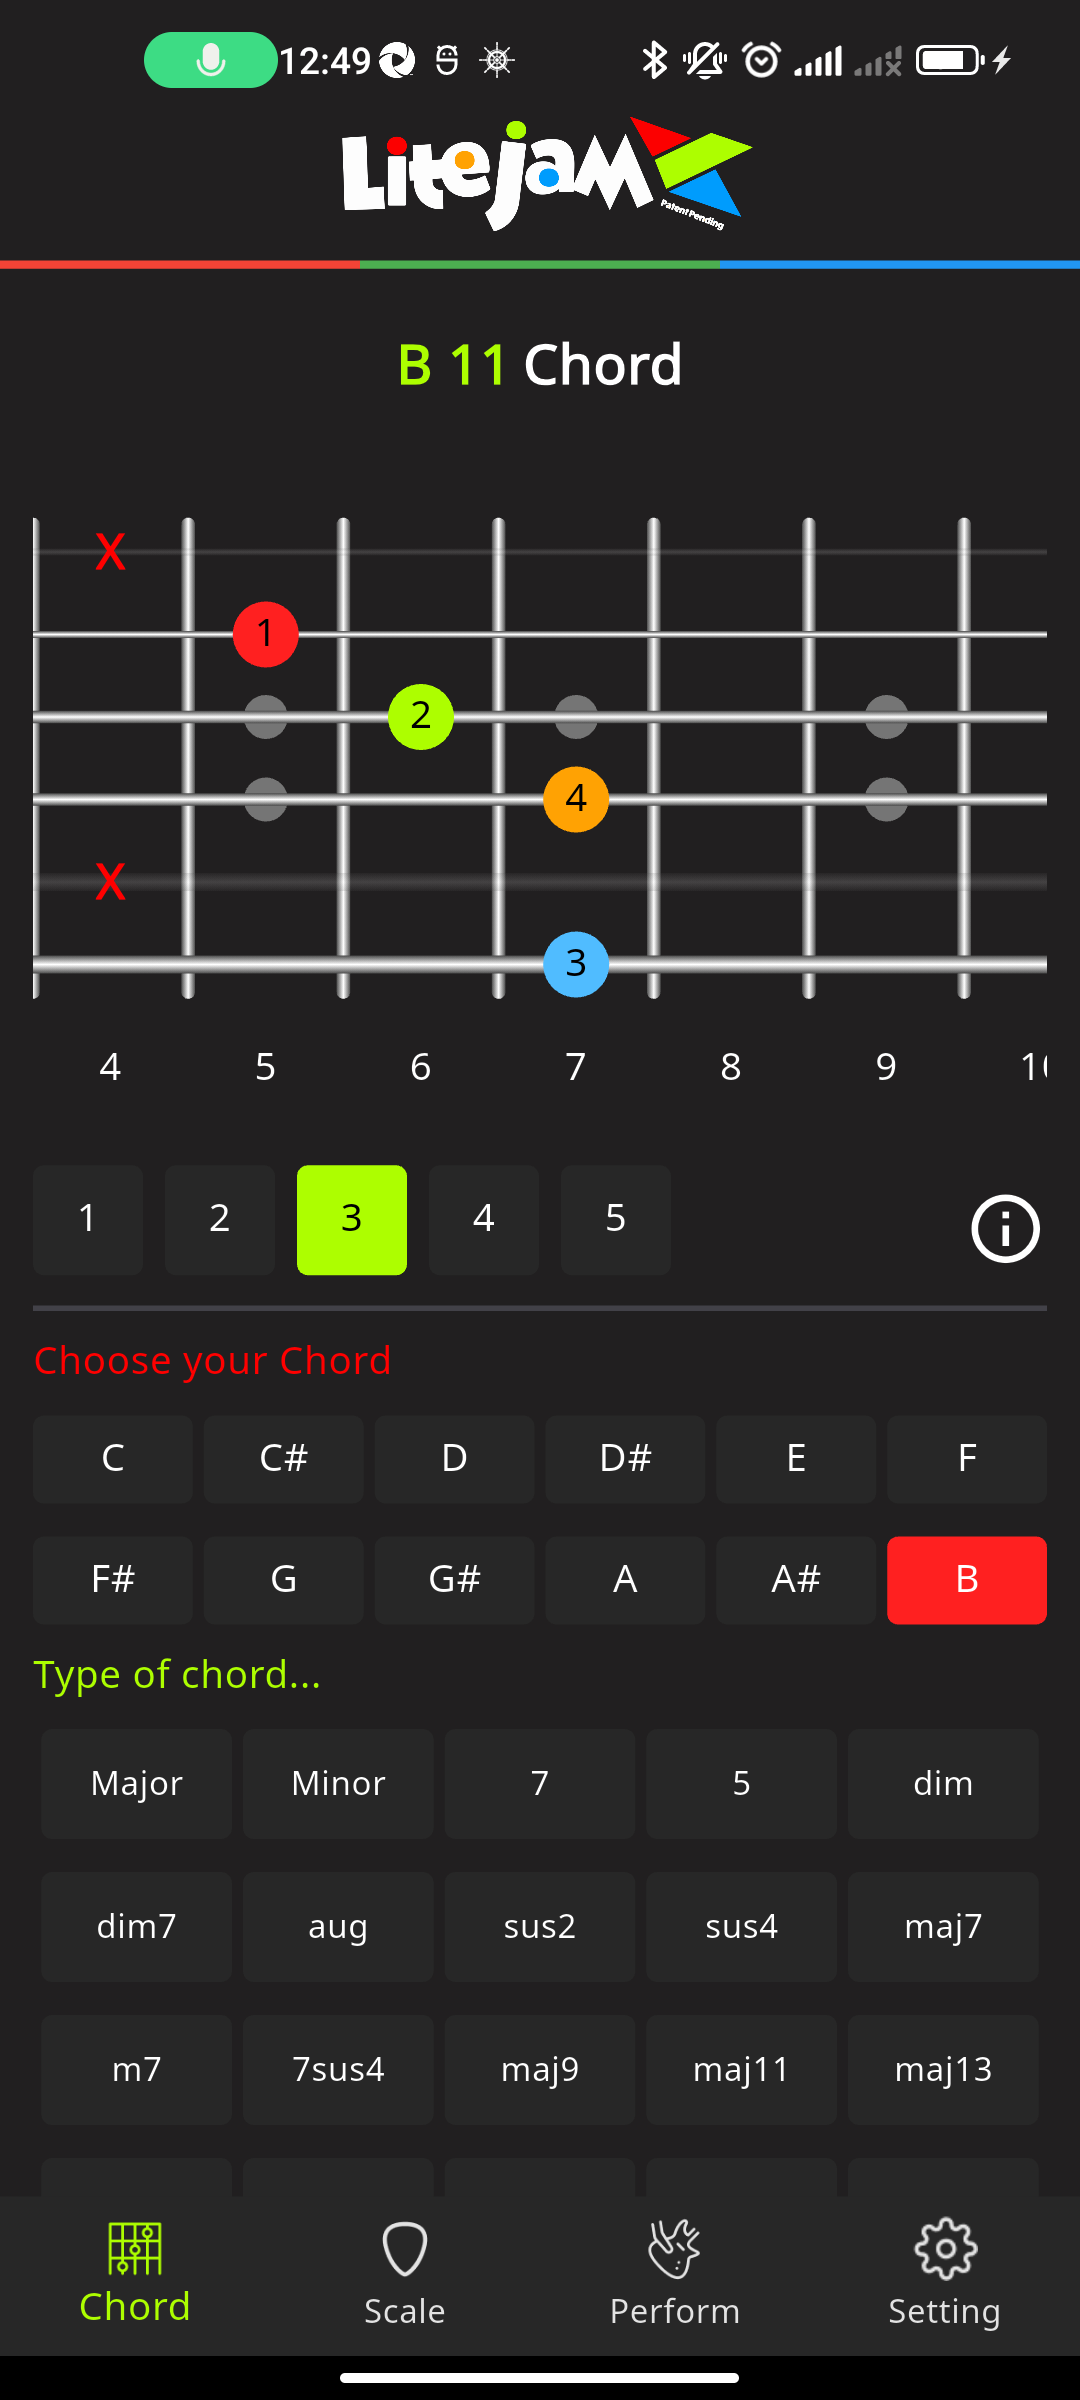 12:49
LiteJam
Patent Pending
B 11 Chord
X
1
2
4
X
3
4 5 6 7 8 9 10
1 2 3 4 5
Choose your Chord
C C# D D# E F
F# G G# A A# B
Type of chord...
Major Minor 7 5 dim
dim7 aug sus2 sus4 maj7
m7 7sus4 maj9 maj11 maj13
Chord Scale Perform Setting